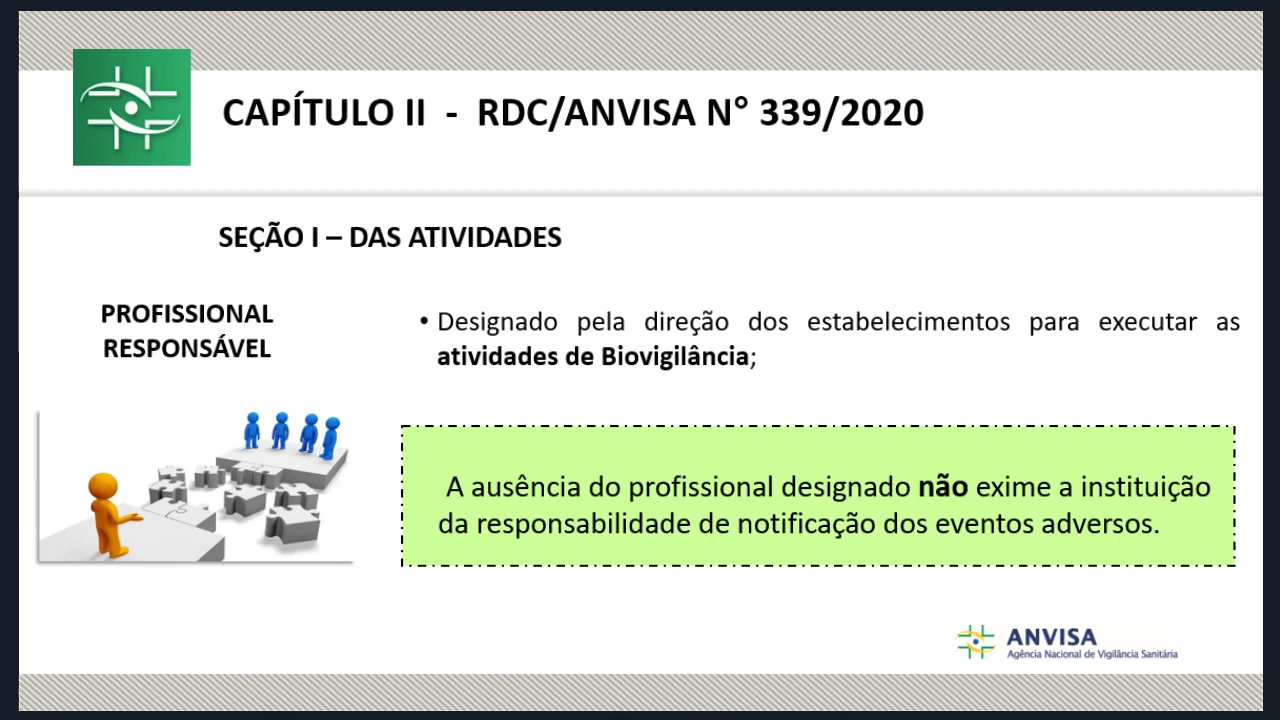 CAPÍTULO II - RDC/ANVISA N° 339/2020
SEÇÃO I – DAS ATIVIDADES
PROFISSIONAL
RESPONSÁVEL
• Designado pela direção dos estabelecimentos para executar as
atividades de Biovigilância;
A ausência do profissional designado não exime a instituição
da responsabilidade de notificação dos eventos adversos.
ANVISA
Agência Nacional de Vigilância Sanitária